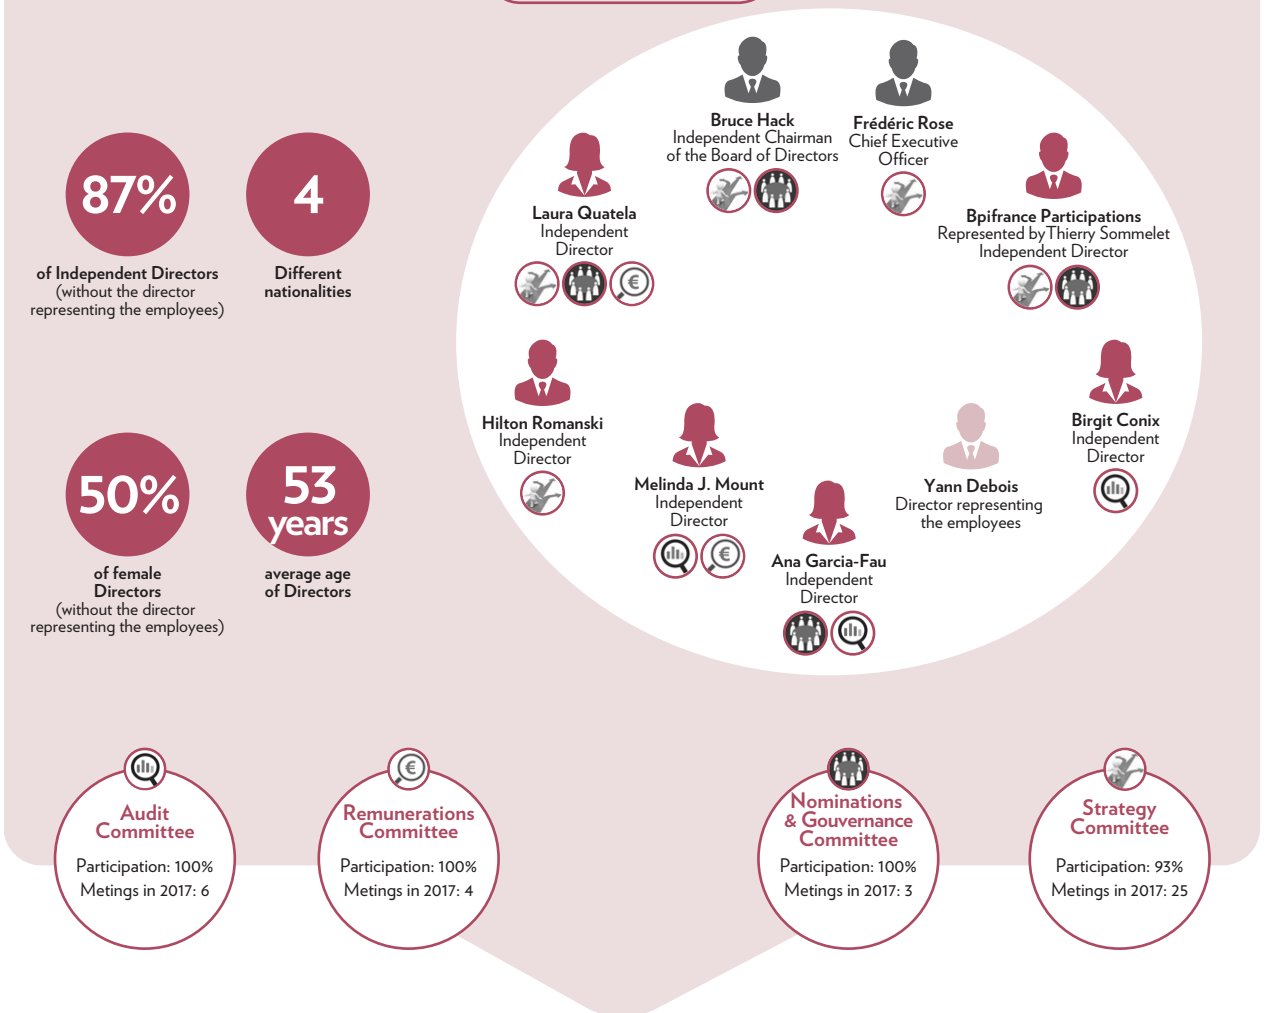 87%
of Independent Directors
(without the director
representing the employees)
4
Different
nationalities
50%
of female
Directors
(without the director
representing the employees)
53
years
average age
of Directors
Bruce Hack
Independent Chairman
of the Board of Directors
Frédéric Rose
Chief Executive
Officer
Laura Quatela
Independent
Director
€
Bpifrance Participations
Represented by Thierry Sommelet
Independent Director
Hilton Romanski
Independent
Director
Melinda J. Mount
Independent
Director
€
Ana Garcia-Fau
Independent
Director
Yann Debois
Director representing
the employees
Birgit Conix
Independent
Director
Audit
Committee
Participation: 100%
Metings in 2017: 6
€
Remunerations
Committee
Participation: 100%
Metings in 2017: 4
Nominations
& Gouvernance
Committee
Participation: 100%
Metings in 2017: 3
Strategy
Committee
Participation: 93%
Metings in 2017: 25